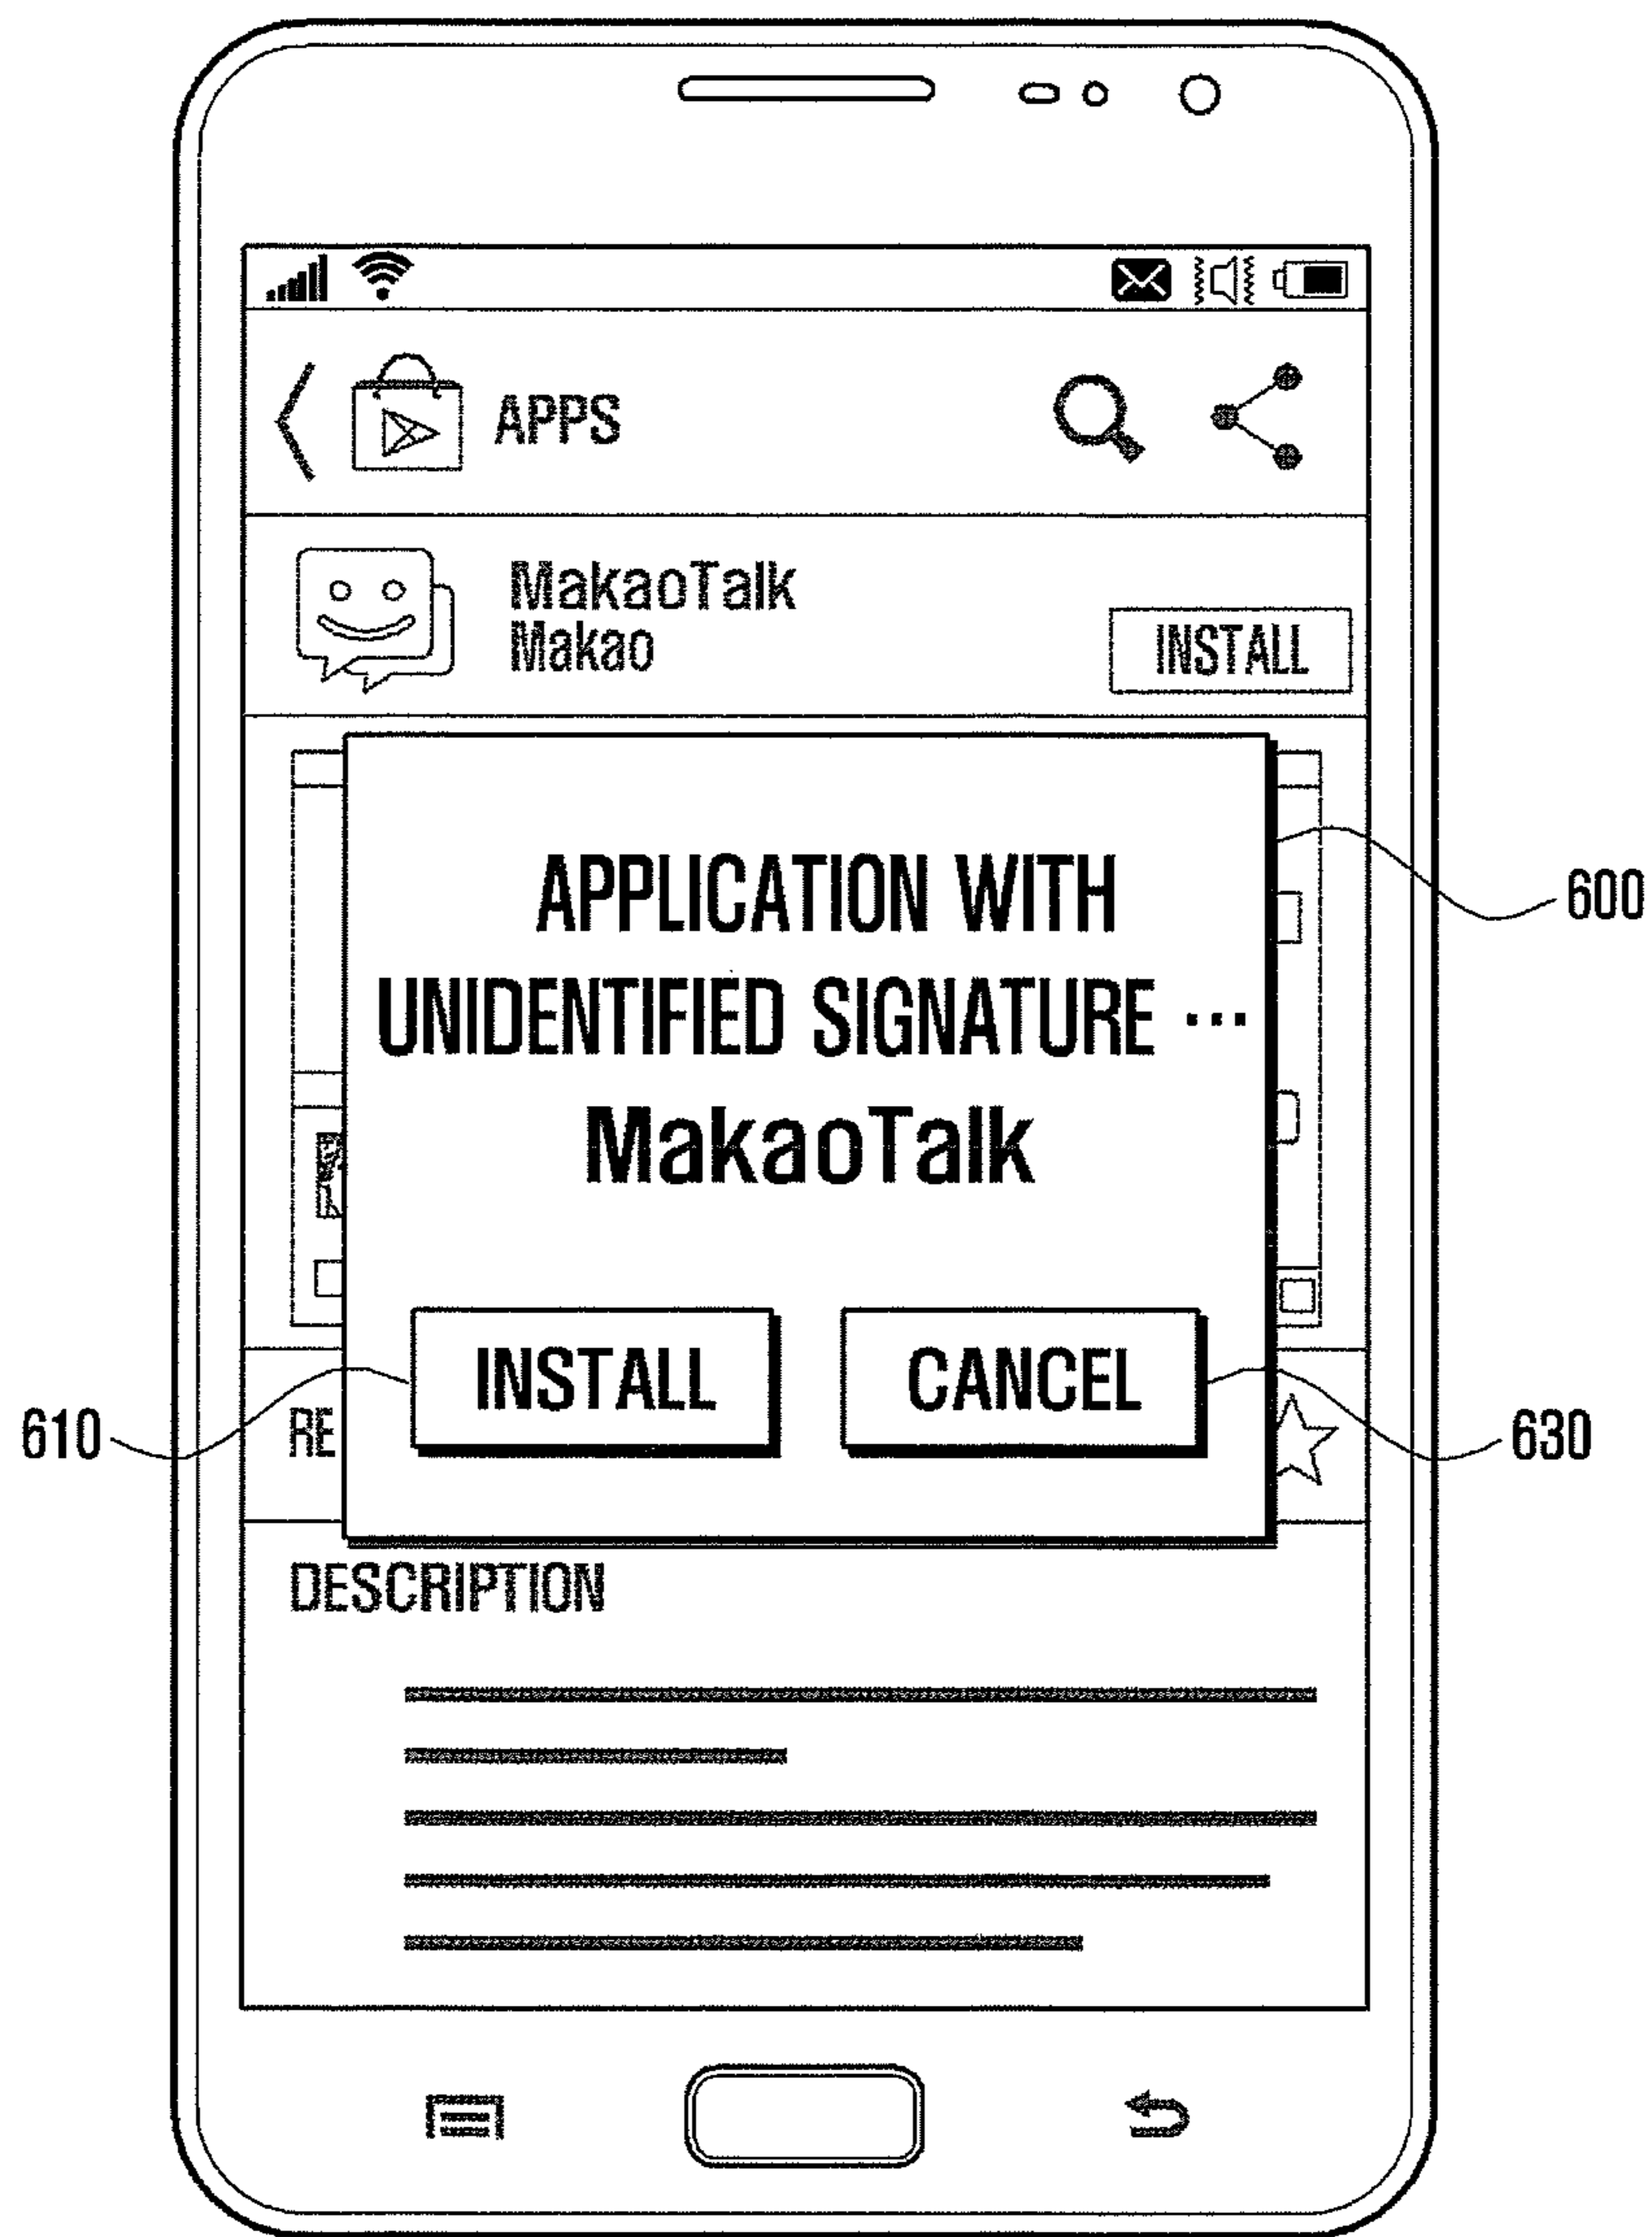 APPS
MakaoTalk
Makao
INSTALL
APPLICATION WITH
UNIDENTIFIED SIGNATURE ...
MakaoTalk
600
INSTALL
CANCEL
610
RE
630
DESCRIPTION